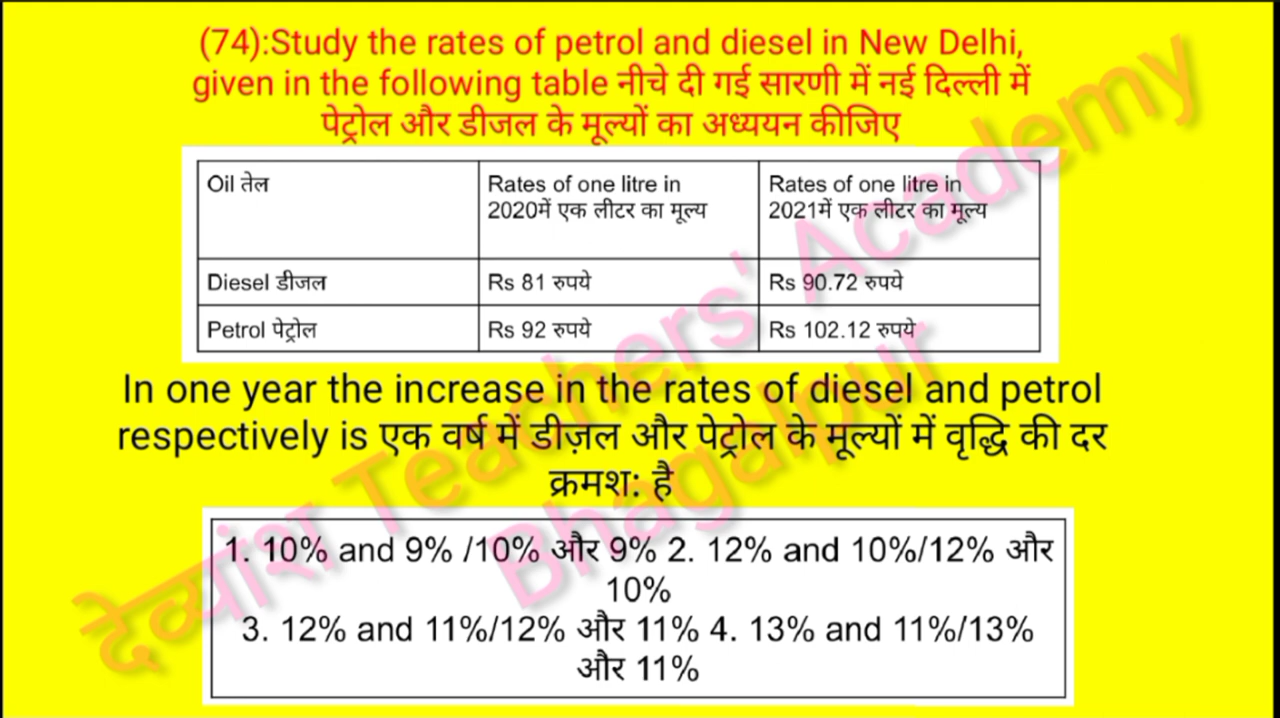 (74):Study the rates of petrol and diesel in New Delhi,
given in the following table नीचे दी गई सारणी में नई दिल्ली में
पेट्रोल और डीजल के मूल्यों का अध्ययन कीजिए
Oil तेल
Rates of one litre in
2020में एक लीटर का मूल्य
Rates of one litre in
2021में एक लीटर का मूल्य
Diesel डीजल
Rs 81 रुपये
Rs 90.72 रुपये
Petrol पेट्रोल
Rs 92 रुपये
Rs 102.12 रुपये
In one year the increase in the rates of diesel and petrol
respectively is एक वर्ष में डीज़ल और पेट्रोल के मूल्यों में वृद्धि की दर
क्रमश: है
1. 10% and 9% /10% और 9% 2. 12% and 10%/12% और
10%
3. 12% and 11%/12% और 11% 4. 13% and 11%/13%
और 11%
देव्यांश Teachers' Academy
Bhagalpur